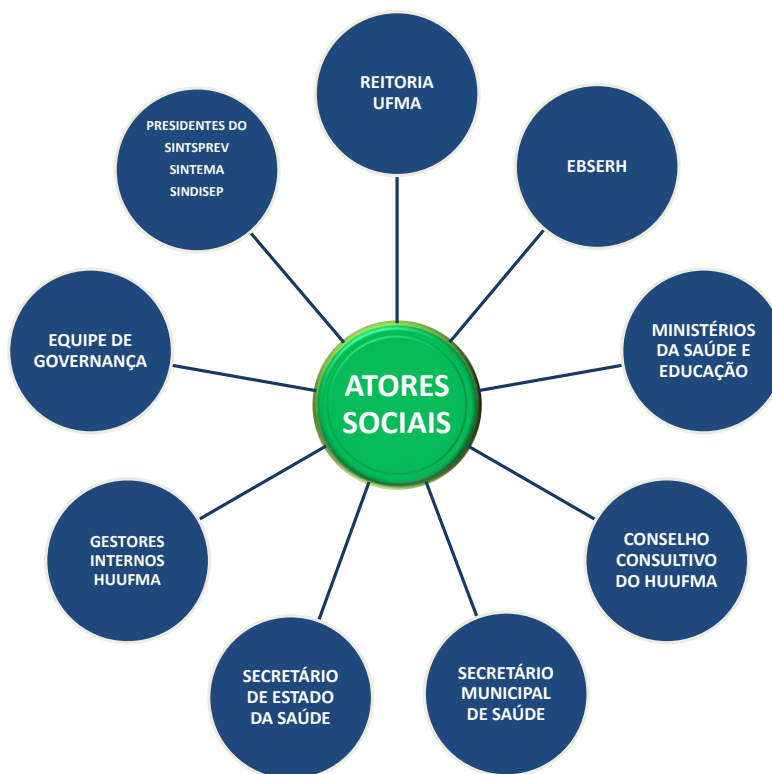 REITORIA
UFMA
EBSERH
MINISTÉRIOS
DA SAÚDE E
EDUCAÇÃO
CONSELHO
CONSULTIVO
DO HUUFMA
SECRETÁRIO
MUNICIPAL
DE SAÚDE
SECRETÁRIO
DE ESTADO
DA SAÚDE
GESTORES
INTERNOS
HUUFMA
EQUIPE DE
GOVERNANÇA
PRESIDENTES DO
SINTSPREV
SINTEMA
SINDISEP
ATORES
SOCIAIS